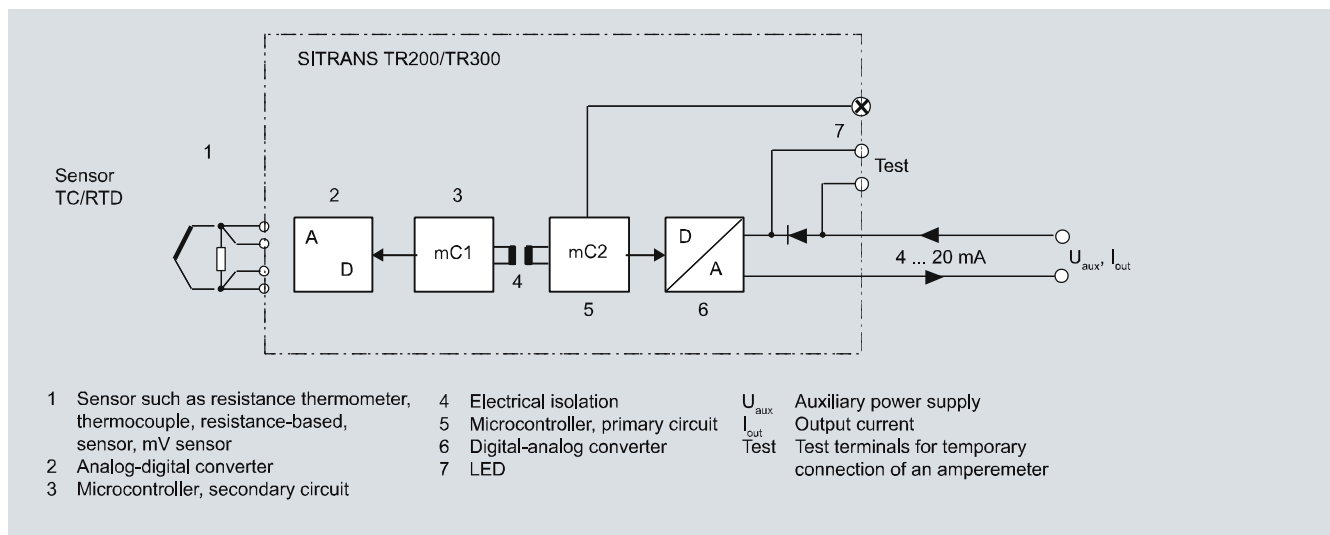 SITRANS TR200/TR300
7
Test
1
Sensor
TC/RTD
2
3
A
D
mC1
4
mC2
5
D
A
6
4 ... 20 mA
Uaux, Iout
1 Sensor such as resistance thermometer,
thermocouple, resistance-based,
sensor, mV sensor
2 Analog-digital converter
3 Microcontroller, secondary circuit
4 Electrical isolation
5 Microcontroller, primary circuit
6 Digital-analog converter
7 LED
Uaux Auxiliary power supply
Iout Output current
Test Test terminals for temporary
connection of an amperemeter